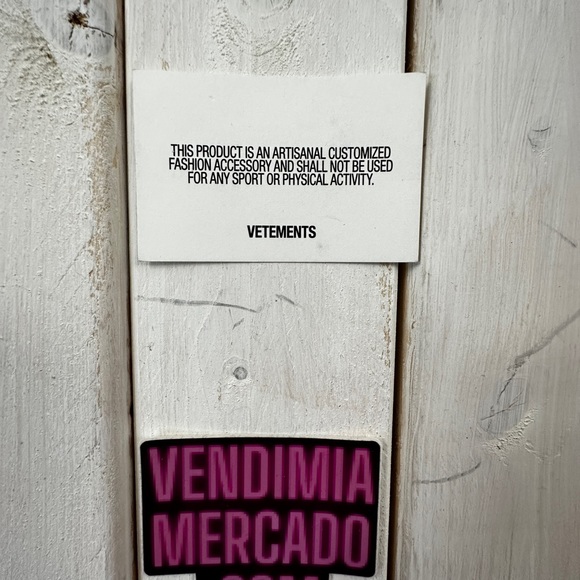 THIS PRODUCT IS AN ARTISANAL CUSTOMIZED
FASHION ACCESSORY AND SHALL NOT BE USED
FOR ANY SPORT OR PHYSICAL ACTIVITY.
VETEMENTS
VENDIMIA
MERCADO